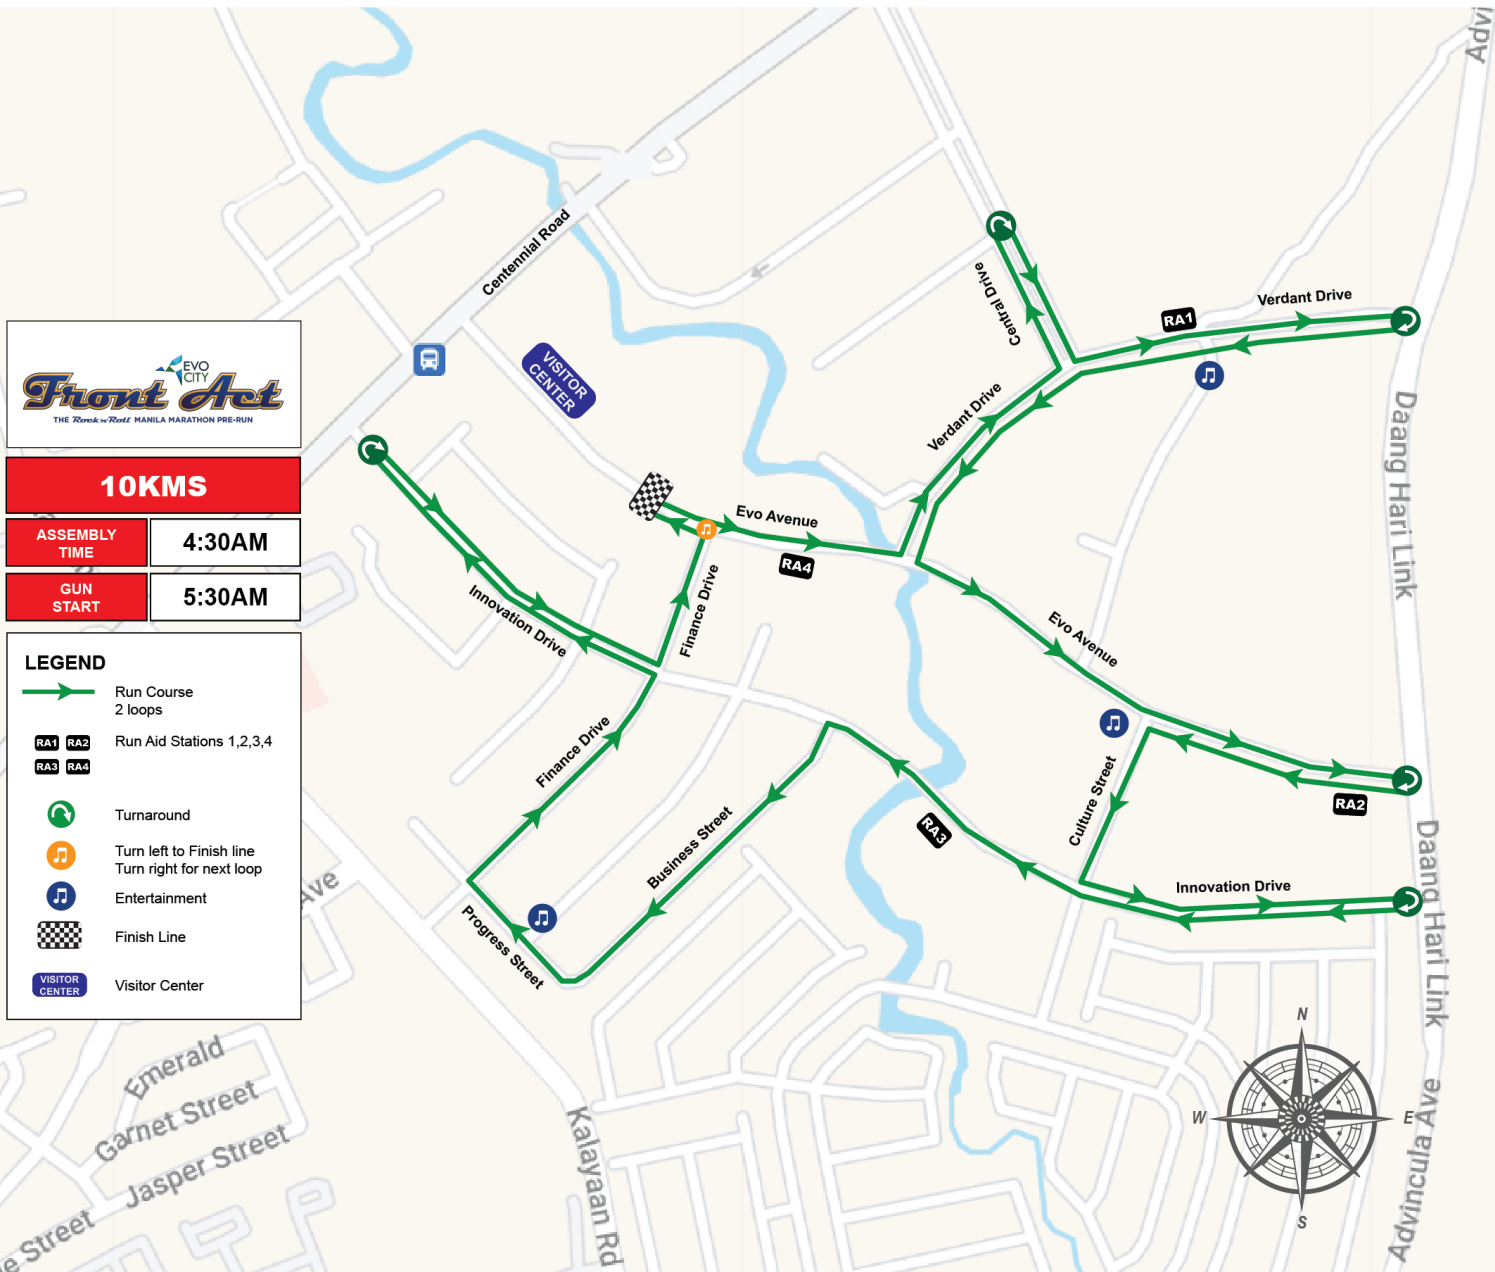 EVO
CITY
Front Act
THE Rock'n'Roll MANILA MARATHON PRE-RUN
10KMS
ASSEMBLY
TIME
4:30AM
GUN
START
5:30AM
LEGEND
Run Course
2 loops
RA1 RA2
RA3 RA4
Run Aid Stations 1,2,3,4
Turnaround
Turn left to Finish line
Turn right for next loop
Entertainment
Finish Line
VISITOR
CENTER
Visitor Center
Centennial Road
VISITOR
CENTER
Central Drive
RA1
Verdant Drive
Verdant Drive
Evo Avenue
RA4
Innovation Drive
Finance Drive
Evo Avenue
Daang Hari Link
Finance Drive
Business Street
Culture Street
RA2
RA3
Innovation Drive
Progress Street
Daang Hari Link
Ave
Emerald
Garnet Street
Jasper Street
e Street
Kalayaan Rd
Advincula Ave
Advi
N
W
E
S